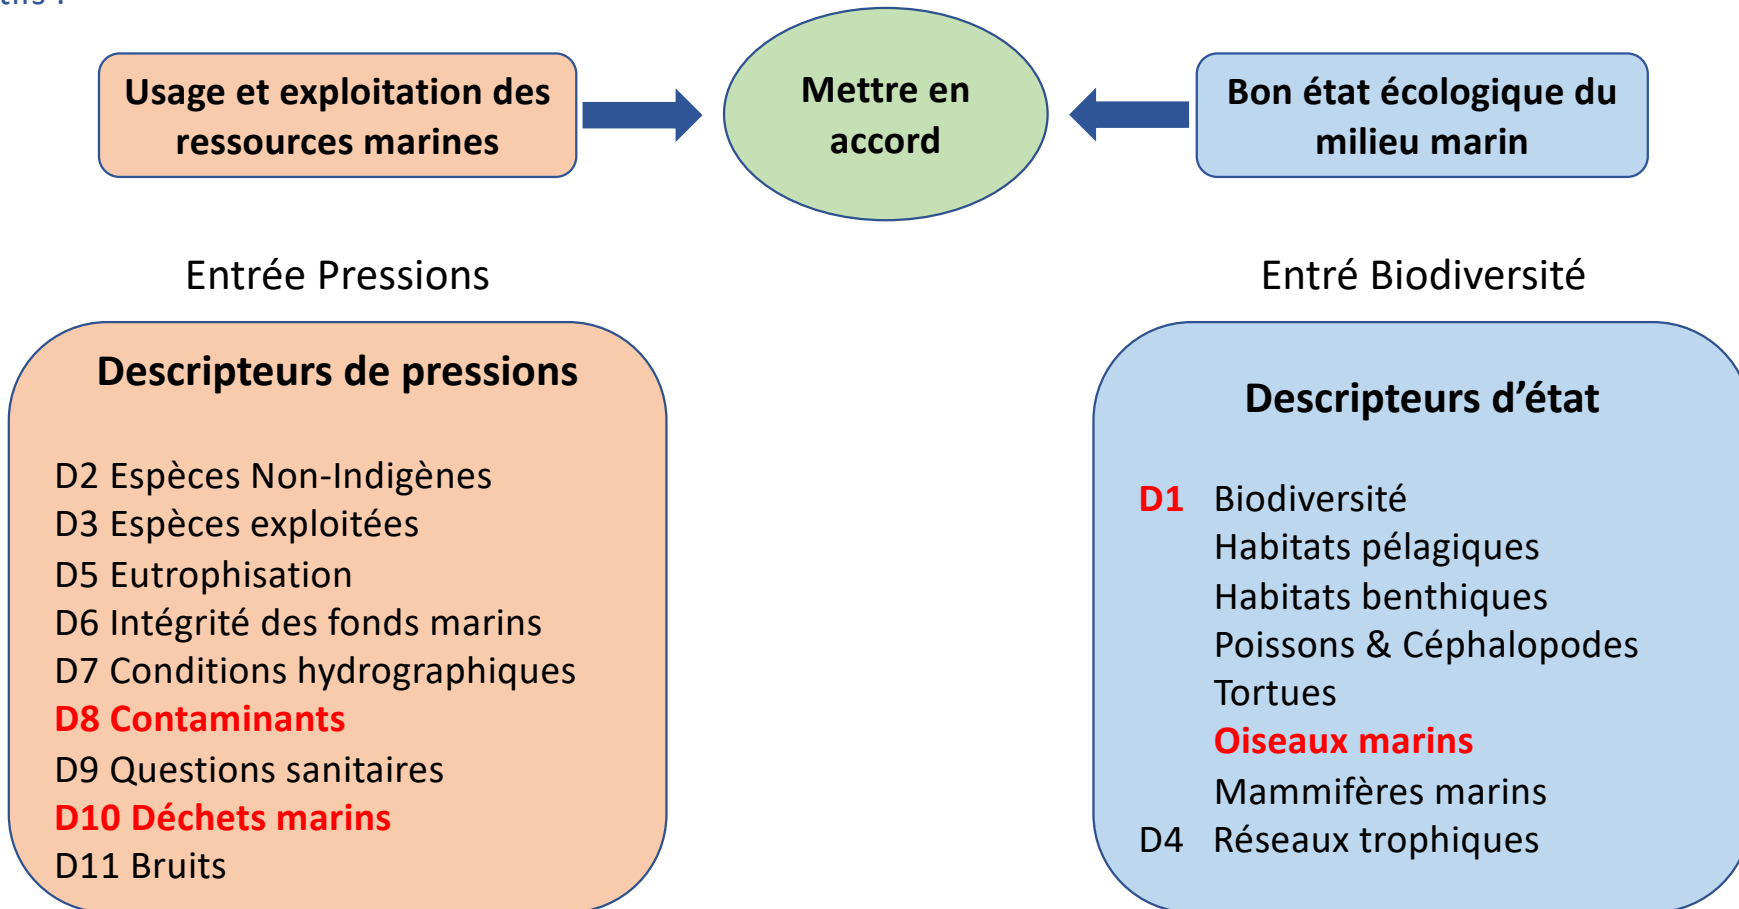 Usage et exploitation des
ressources marines
Mettre en
accord
Bon état écologique du
milieu marin
Entrée Pressions
Entré Biodiversité
Descripteurs de pressions
D2 Espèces Non-Indigènes
D3 Espèces exploitées
D5 Eutrophisation
D6 Intégrité des fonds marins
D7 Conditions hydrographiques
D8 Contaminants
D9 Questions sanitaires
D10 Déchets marins
D11 Bruits
Descripteurs d’état
D1 Biodiversité
Habitats pélagiques
Habitats benthiques
Poissons & Céphalopodes
Tortues
Oiseaux marins
Mammifères marins
D4 Réseaux trophiques